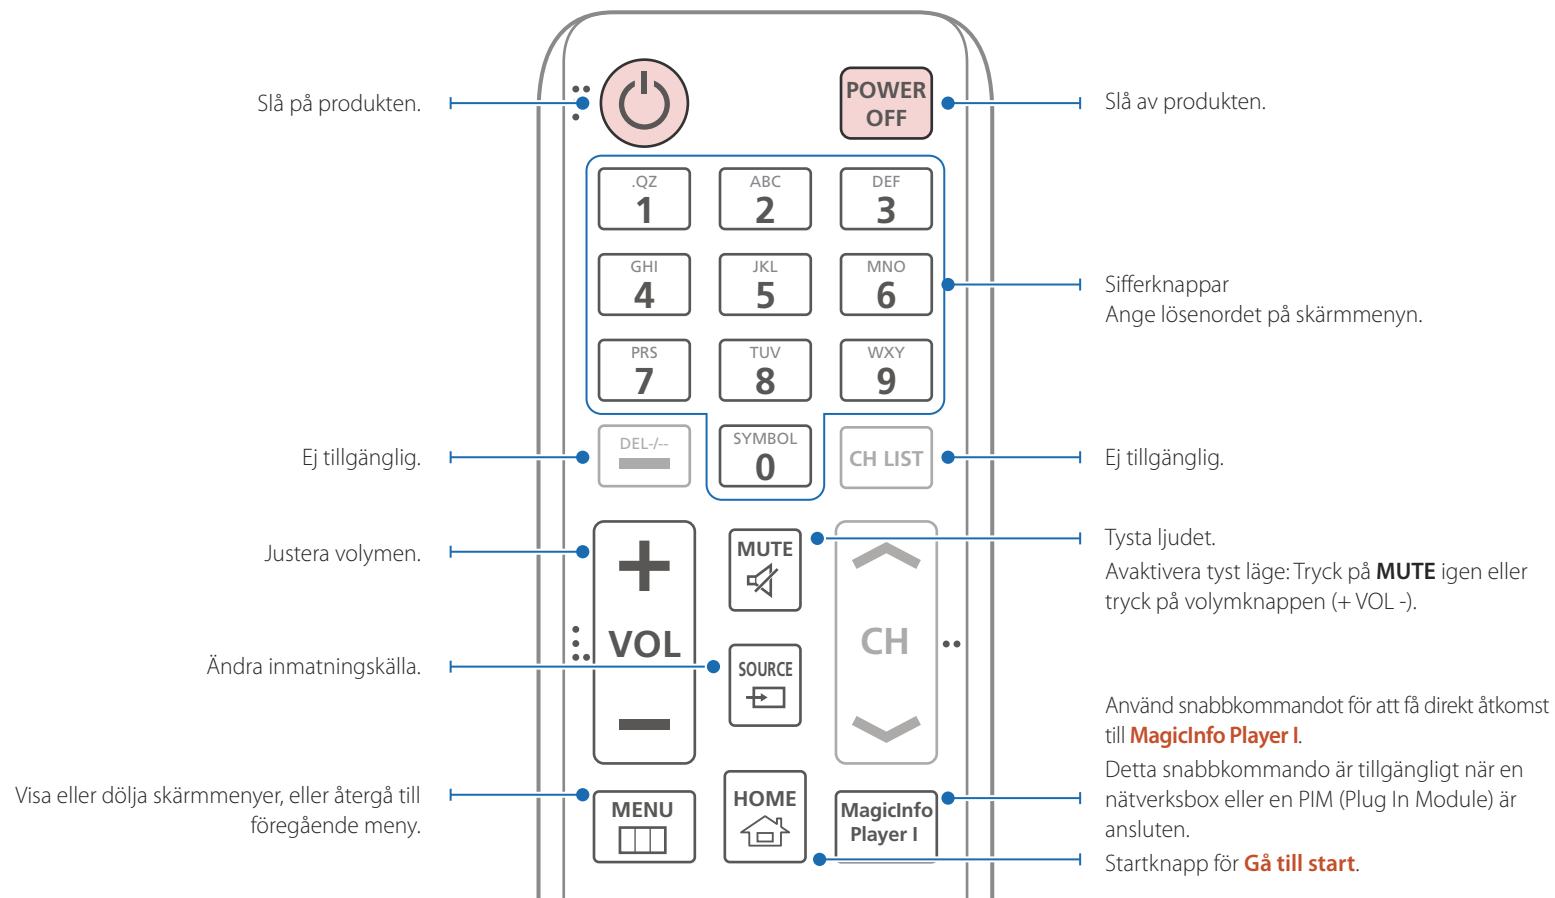 Slå på produkten.
POWER
OFF
Slå av produkten.
.QZ
1
ABC
2
DEF
3
GHI
4
JKL
5
MNO
6
Sifferknappar
Ange lösenordet på skärmmenyn.
PRS
7
TUV
8
WXY
9
Ej tillgänglig.
DEL-/--
SYMBOL
0
CH LIST
Ej tillgänglig.
Justera volymen.
VOL
MUTE
CH
Tysta ljudet.
Avaktivera tyst läge: Tryck på MUTE igen eller
tryck på volymknappen (+ VOL -).
Ändra inmatningskälla.
SOURCE
Använd snabbkommandot för att få direkt åtkomst
till MagicInfo Player I.
Detta snabbkommando är tillgängligt när en
nätverksbox eller en PIM (Plug In Module) är
ansluten.
Visa eller dölja skärmmenyer, eller återgå till
föregående meny.
MENU
HOME
MagicInfo
Player I
Startknapp för Gå till start.